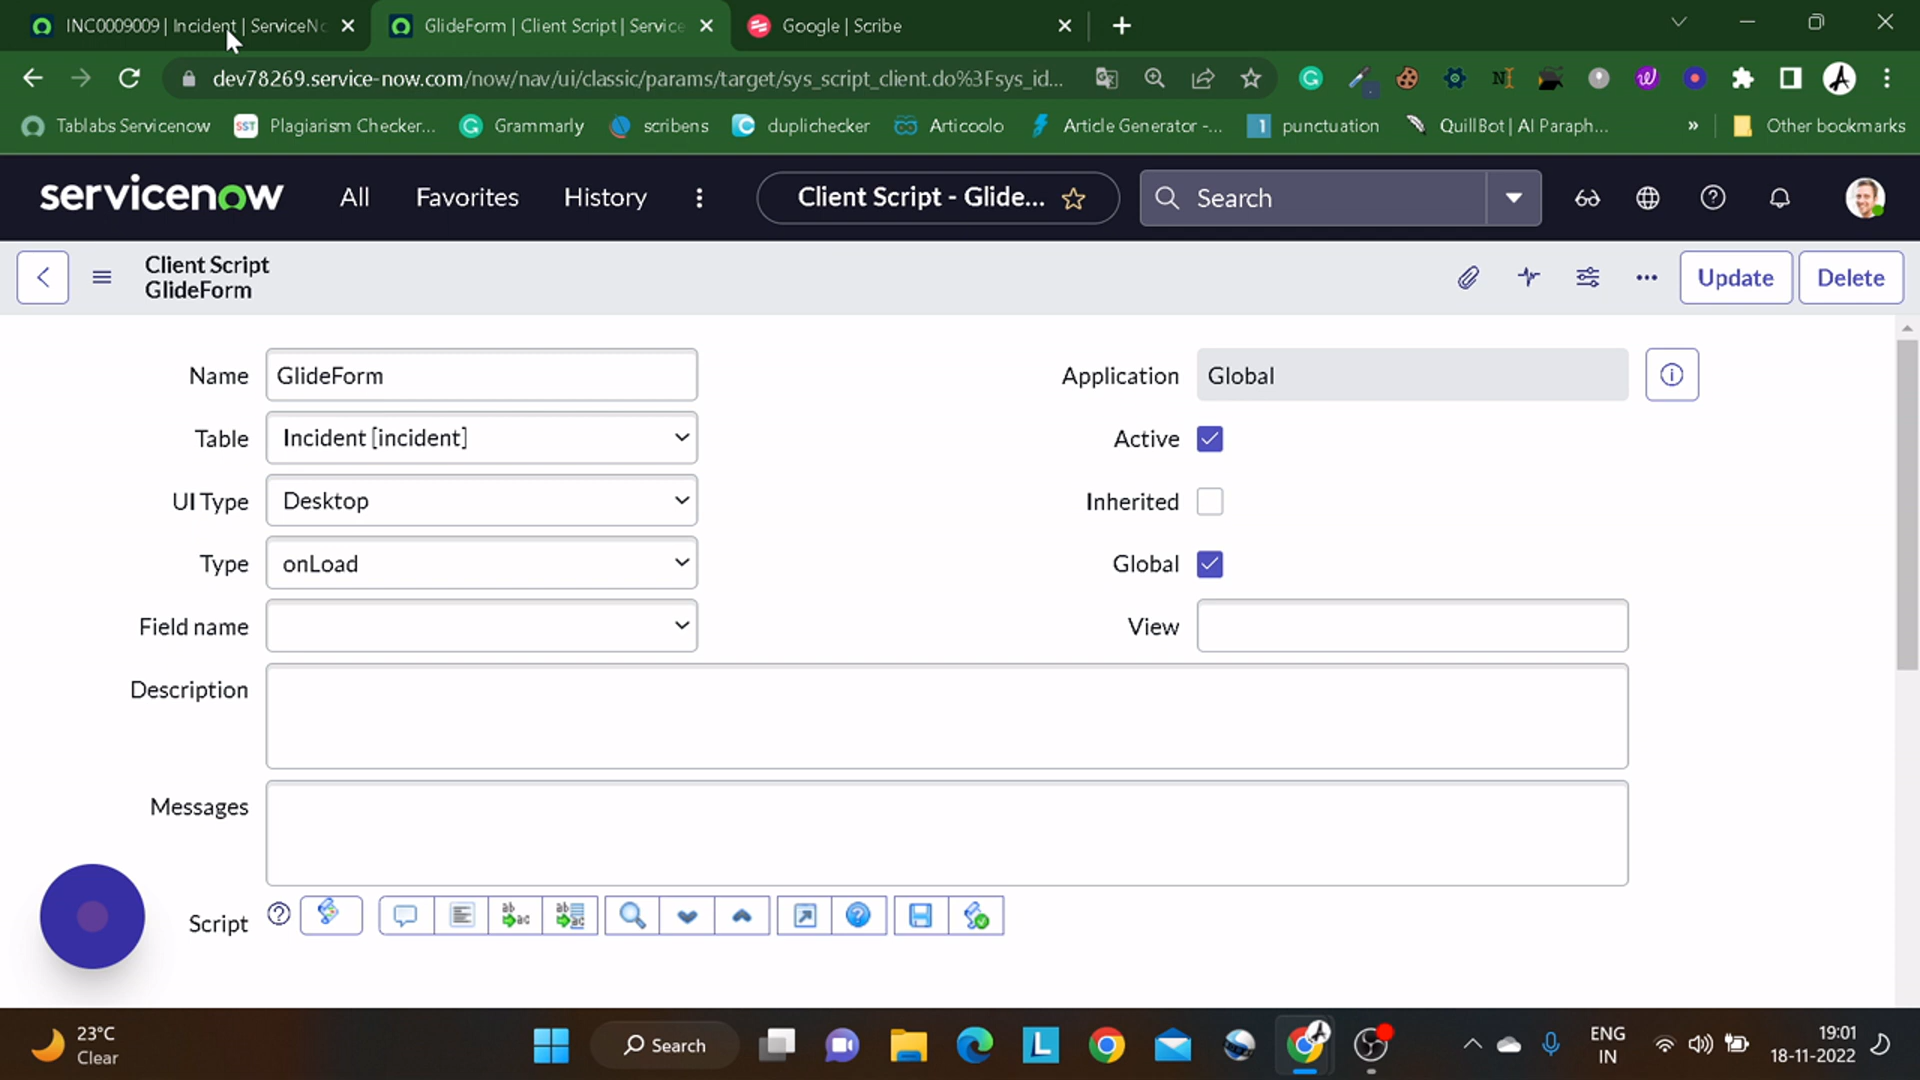 INC0009009 | Incident | ServiceNo
GlideForm | Client Script | Service
Google | Scribe
dev78269.service-now.com/now/nav/ui/classic/params/target/sys_script_client.do%3Fsys_id...
Tablabs Servicenow
SST
Plagiarism Checker...
Grammarly
scribens
duplichecker
Articoolo
Article Generator -...
1
punctuation
QuillBot | AI Paraph...
»
Other bookmarks
servicenow
All
Favorites
History
Client Script - Glide...
Search
Client Script
GlideForm
Update
Delete
Name
GlideForm
Application
Global
Table
Incident [incident]
Active
UI Type
Desktop
Inherited
Type
onLoad
Global
Field name
View
Description
Messages
Script
23°C
Clear
Search
ENG
IN
19:01
18-11-2022